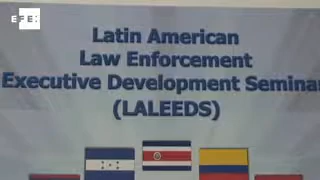 EFE:
Latin American
Law Enforcement
Executive Development Seminar
(LALEEDS)